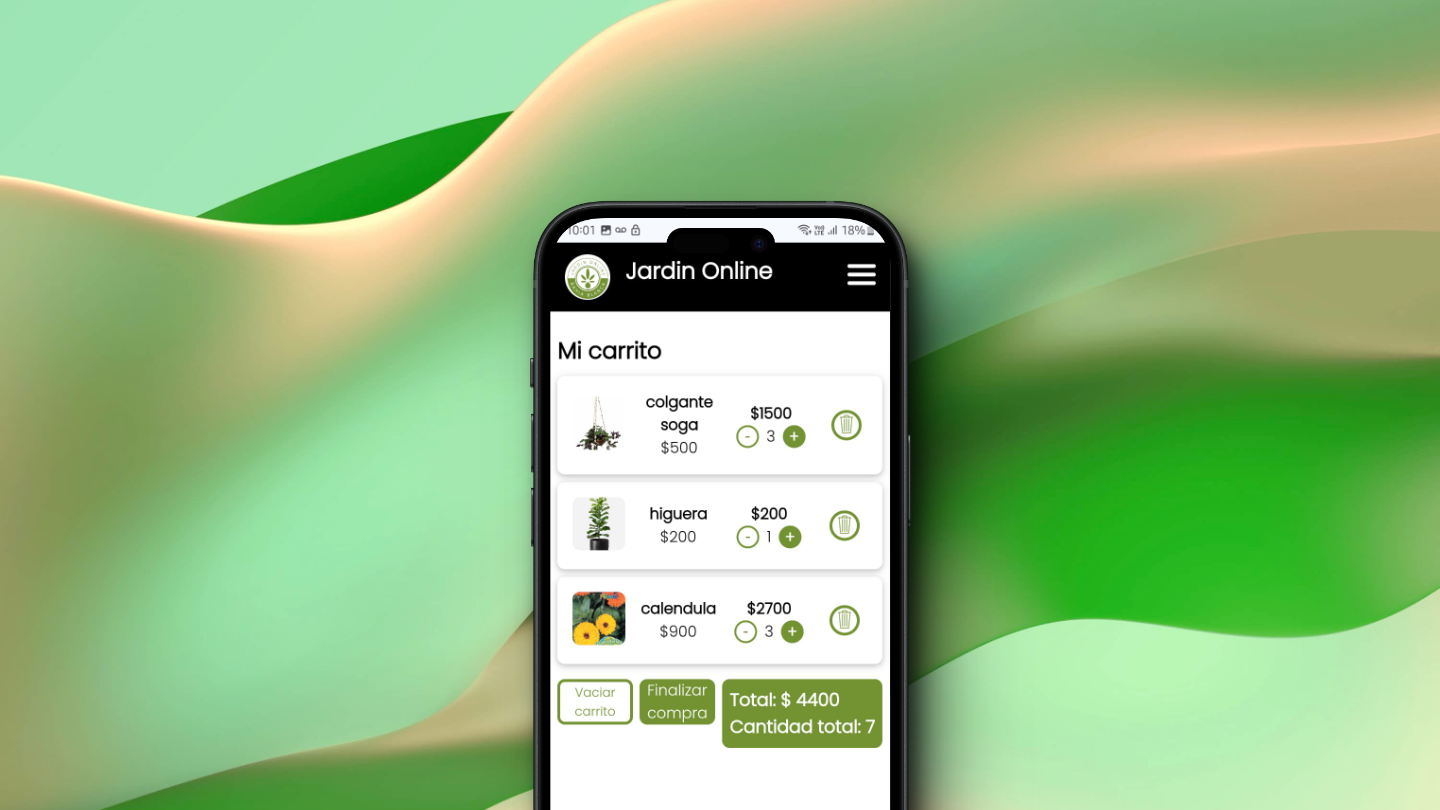 10:01
18%
Jardin Online
Mi carrito
colgante
soga
$500
$1500
- 3 +
higuera
$200
$200
- 1 +
calendula
$900
$2700
- 3 +
Vaciar
carrito
Finalizar
compra
Total: $ 4400
Cantidad total: 7